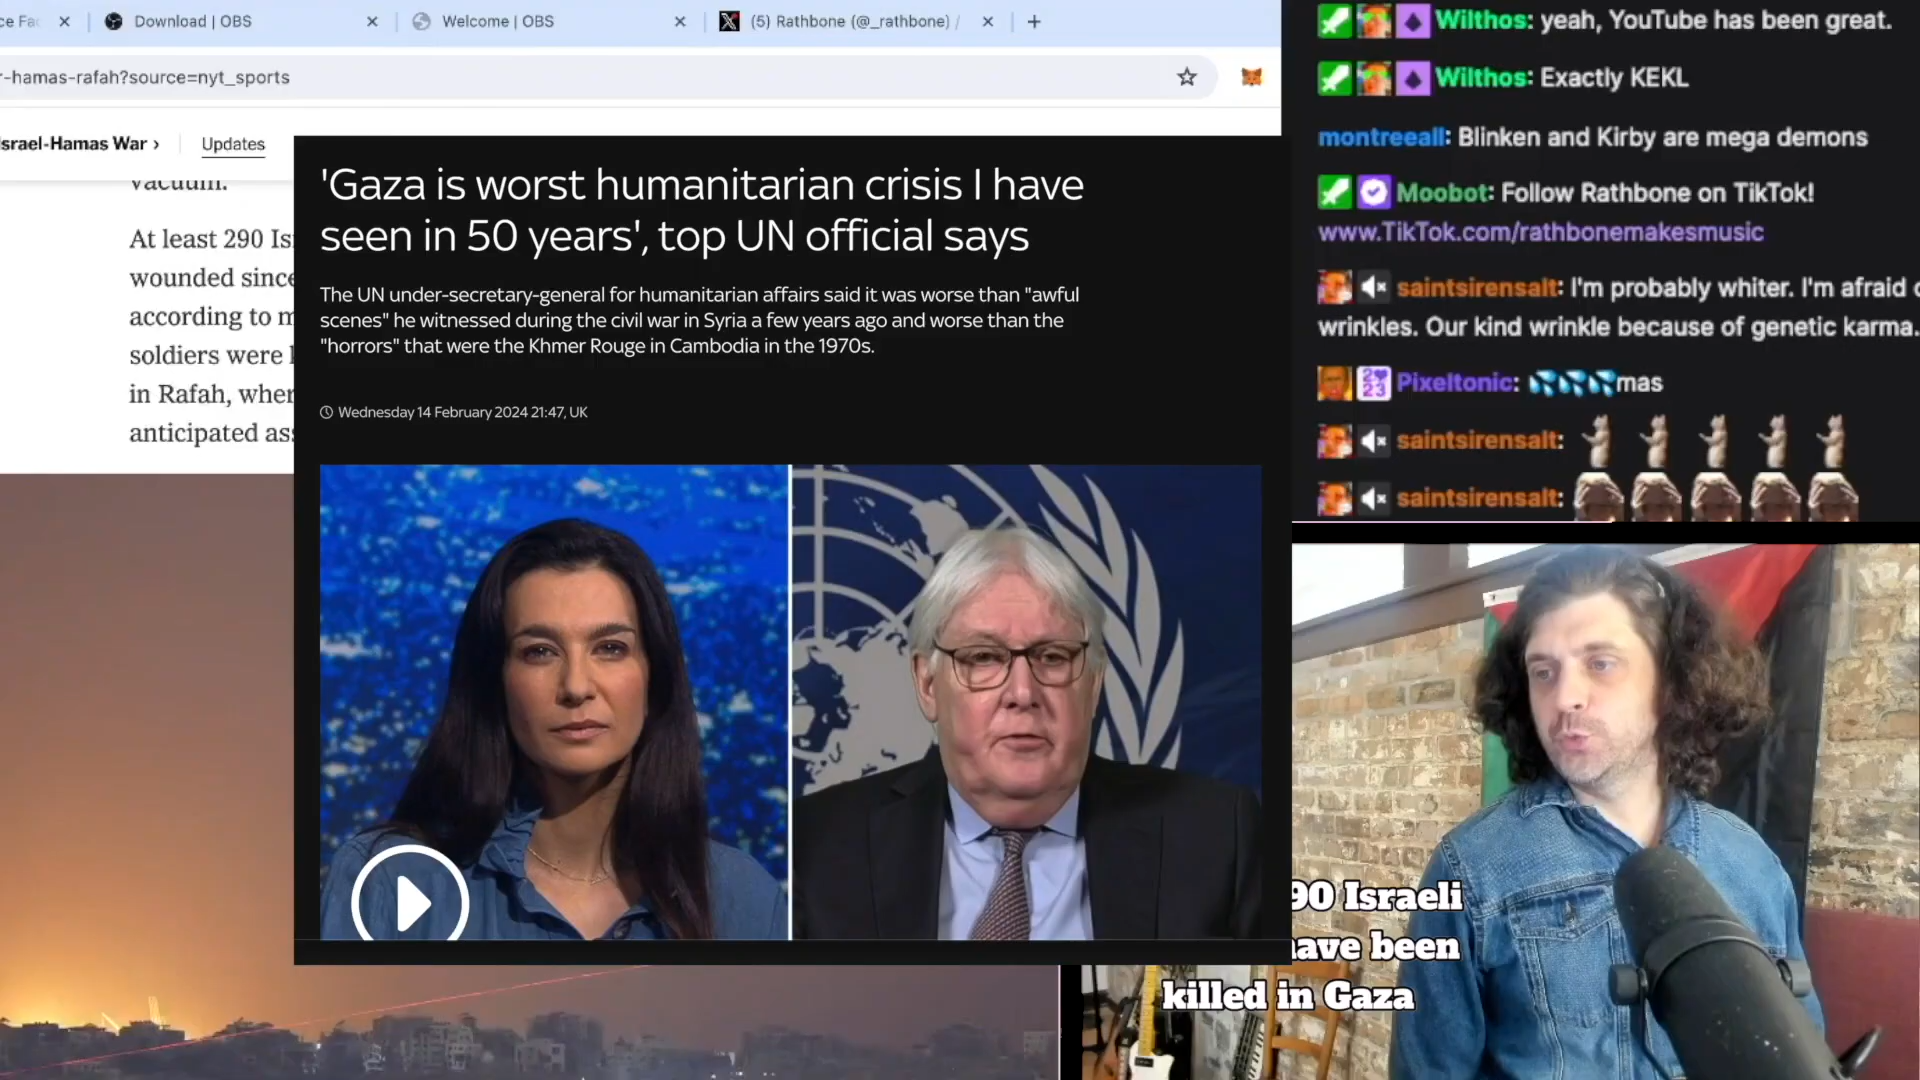 ce Fac
Download | OBS
Welcome | OBS
(5) Rathbone (@_rathbone) /
r-hamas-rafah?source=nyt_sports
Israel-Hamas War ›
Updates
vacuum.
At least 290 Isr
wounded since
according to m
soldiers were
in Rafah, wher
anticipated ass
'Gaza is worst humanitarian crisis I have
seen in 50 years', top UN official says
The UN under-secretary-general for humanitarian affairs said it was worse than "awful
scenes" he witnessed during the civil war in Syria a few years ago and worse than the
"horrors" that were the Khmer Rouge in Cambodia in the 1970s.
Wednesday 14 February 2024 21:47, UK
Wilthos: yeah, YouTube has been great.
Wilthos: Exactly KEKL
montreeall: Blinken and Kirby are mega demons
Moobot: Follow Rathbone on TikTok!
www.TikTok.com/rathbonemakesmusic
saintsirensalt: I'm probably whiter. I'm afraid o
wrinkles. Our kind wrinkle because of genetic karma.
2 23 Pixeltonic: 💦💦💦mas
saintsirensalt:
saintsirensalt:
90 Israeli
have been
killed in Gaza